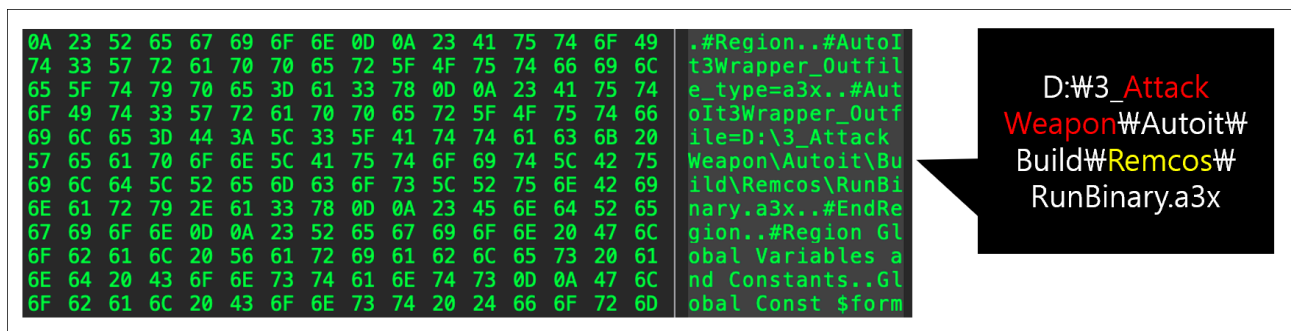 0A 23 52 65 67 69 6F 6E 0D 0A 23 41 75 74 6F 49 .#Region..#AutoI
74 33 57 72 61 70 70 65 72 5F 4F 75 74 66 69 6C t3Wrapper_Outfil
65 5F 74 79 70 65 3D 61 33 78 0D 0A 23 41 75 74 e_type=a3x..#Aut
6F 49 74 33 57 72 61 70 70 65 72 5F 4F 75 74 66 oIt3Wrapper_Outf
69 6C 65 3D 44 3A 5C 33 5F 41 74 74 61 63 6B 20 ile=D:\3_Attack
57 65 61 70 6F 6E 5C 41 75 74 6F 69 74 5C 42 75 Weapon\Autoit\Bu
69 6C 64 5C 52 65 6D 63 6F 73 5C 52 75 6E 42 69 ild\Remcos\RunBi
6E 61 72 79 2E 61 33 78 0D 0A 23 45 6E 64 52 65 nary.a3x..#EndRe
67 69 6F 6E 0D 0A 23 52 65 67 69 6F 6E 20 47 6C gion..#Region Gl
6F 62 61 6C 20 56 61 72 69 61 62 6C 65 73 20 61 obal Variables a
6E 64 20 43 6F 6E 73 74 61 6E 74 73 0D 0A 47 6C nd Constants..Gl
6F 62 61 6C 20 43 6F 6E 73 74 20 24 66 6F 72 6D obal Const $form
D:₩3_Attack
Weapon₩Autoit₩
Build₩Remcos₩
RunBinary.a3x